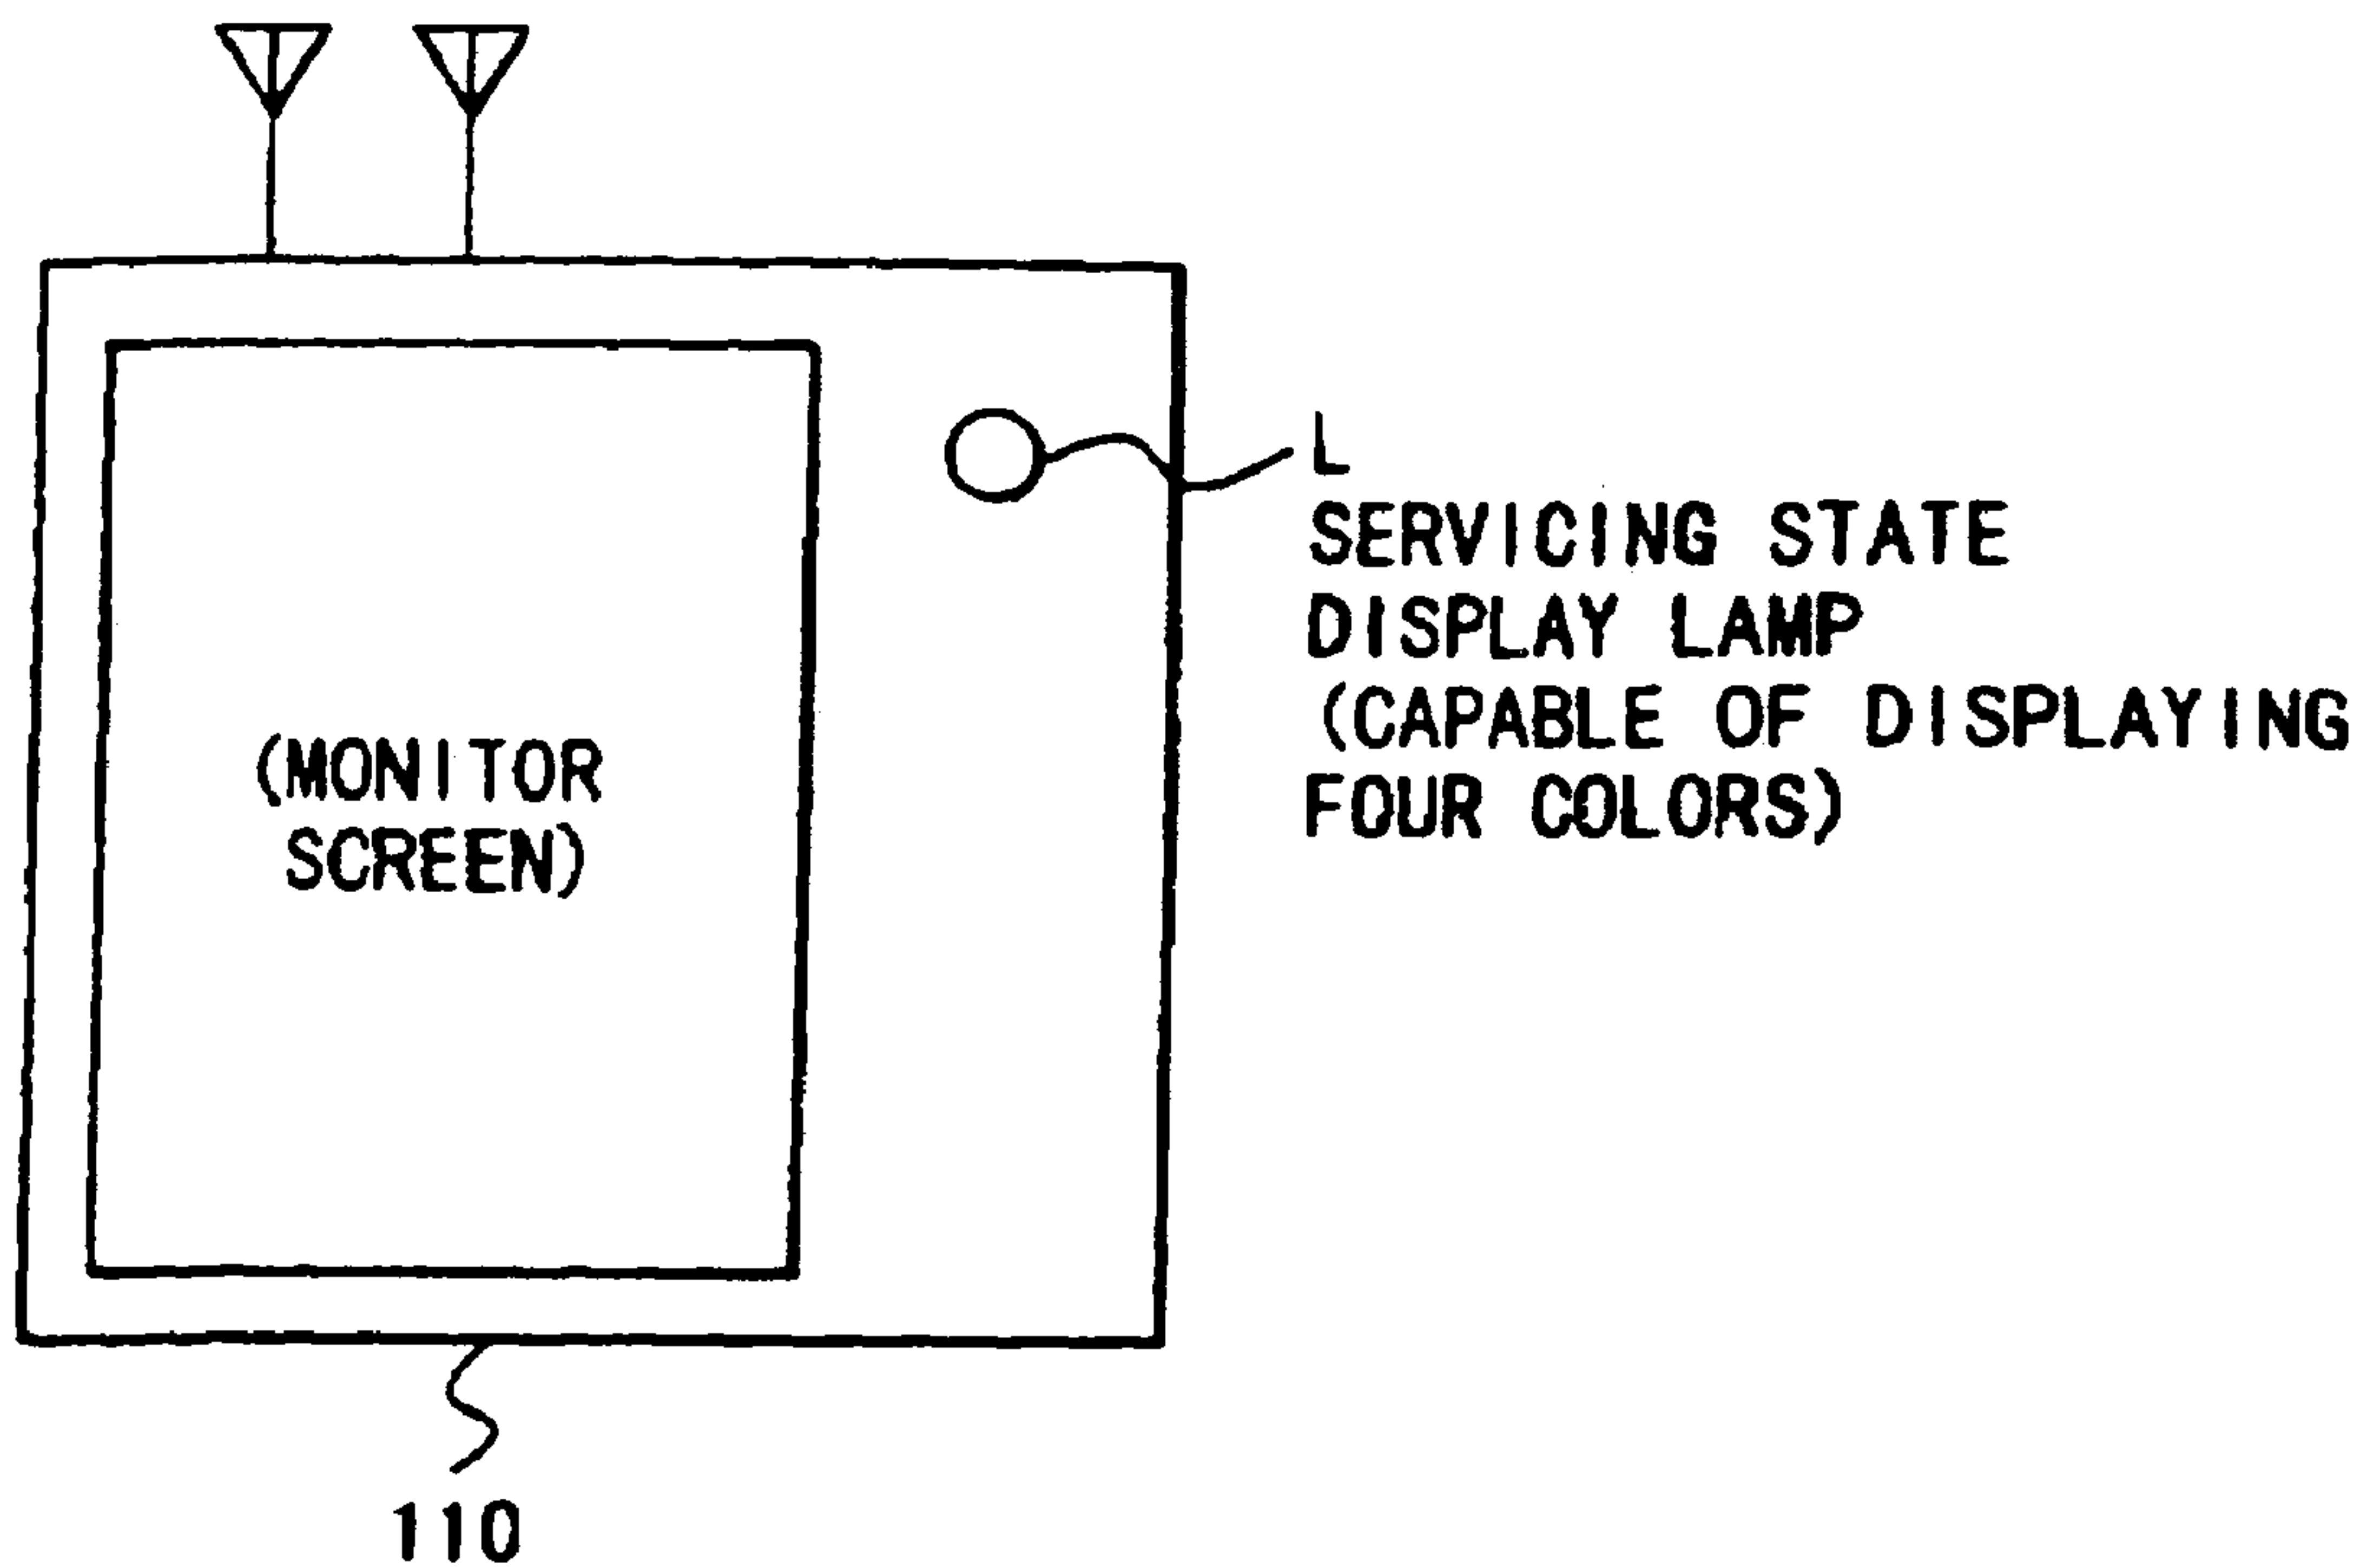 L
SERVICING STATE
DISPLAY LAMP
(CAPABLE OF DISPLAYING
FOUR COLORS)
(MONITOR
SCREEN)
110